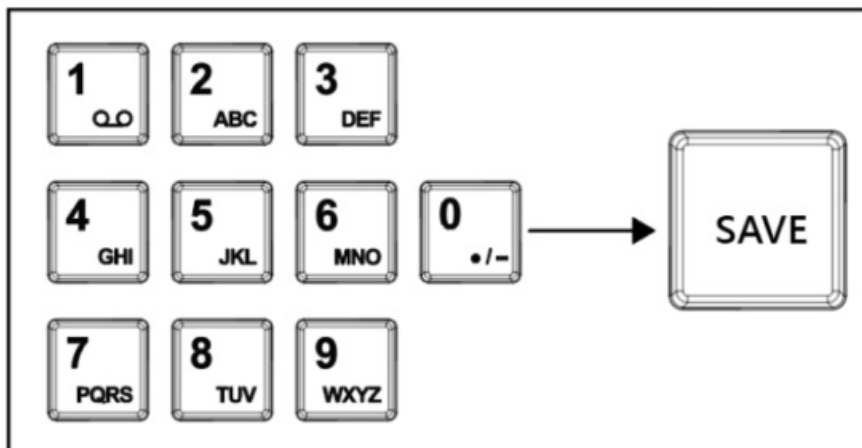 1 2 3
ABC DEF
4 5 6 0
GHI JKL MNO •/-
SAVE
7 8 9
PQRS TUV WXYZ